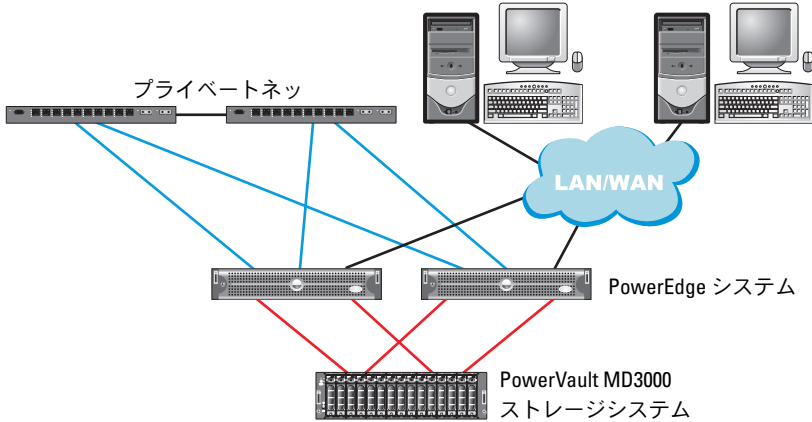 プライベートネッ
LAN/WAN
PowerEdge システム
PowerVault MD3000
ストレージシステム